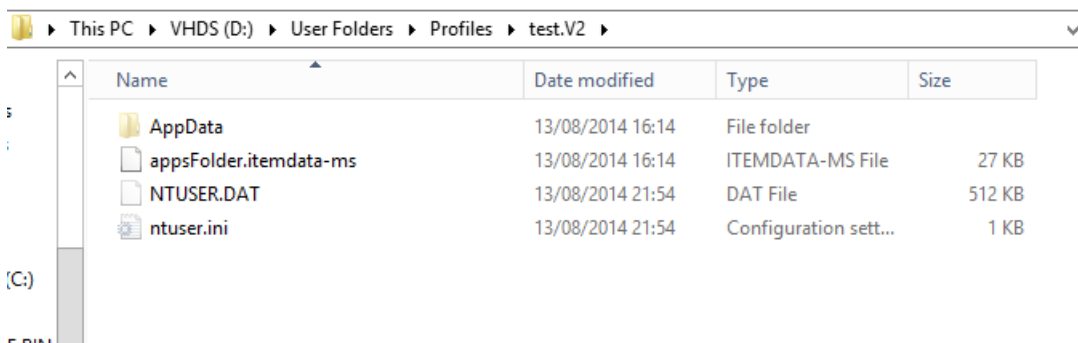 This PC VHDS (D:) User Folders Profiles test.V2
Name Date modified Type Size
AppData 13/08/2014 16:14 File folder
appsFolder.itemdata-ms 13/08/2014 16:14 ITEMDATA-MS File 27 KB
NTUSER.DAT 13/08/2014 21:54 DAT File 512 KB
ntuser.ini 13/08/2014 21:54 Configuration sett... 1 KB
(C:)